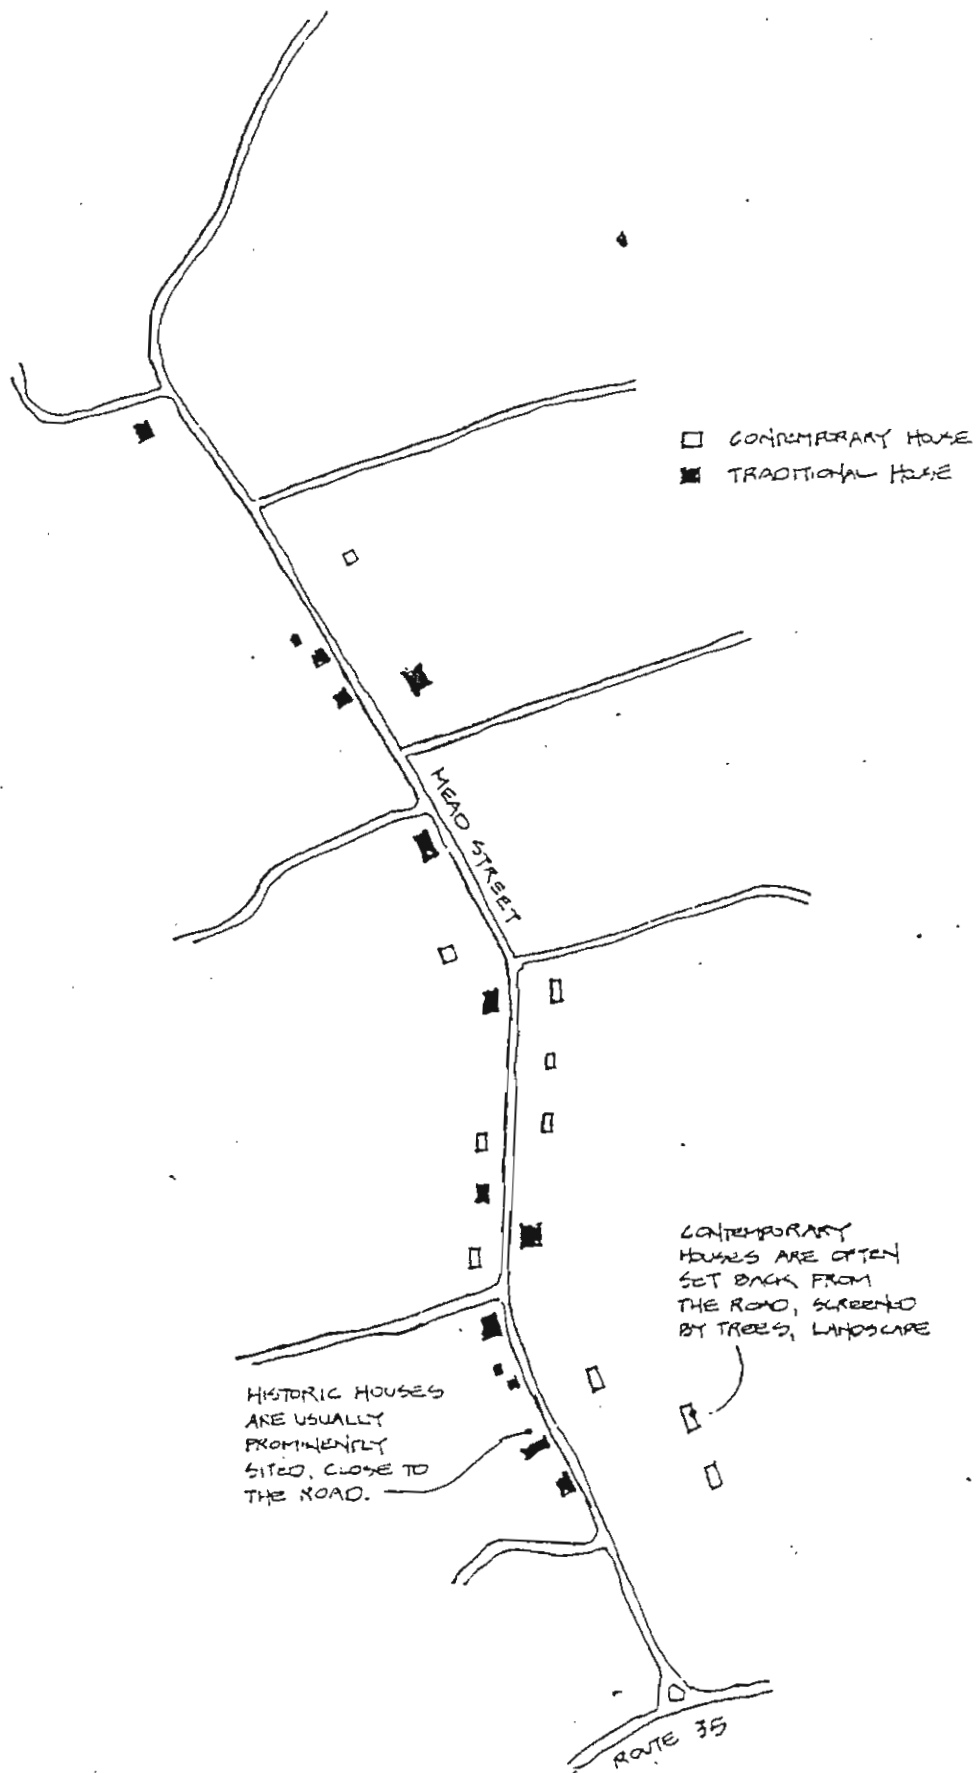 CONTEMPORARY HOUSE
TRADITIONAL HOUSE
MEAD STREET
CONTEMPORARY
HOUSES ARE OFTEN
SET BACK FROM
THE ROAD, SCREENED
BY TREES, LANDSCAPE
HISTORIC HOUSES
ARE USUALLY
PROMINENTLY
SITED, CLOSE TO
THE ROAD.
ROUTE 35